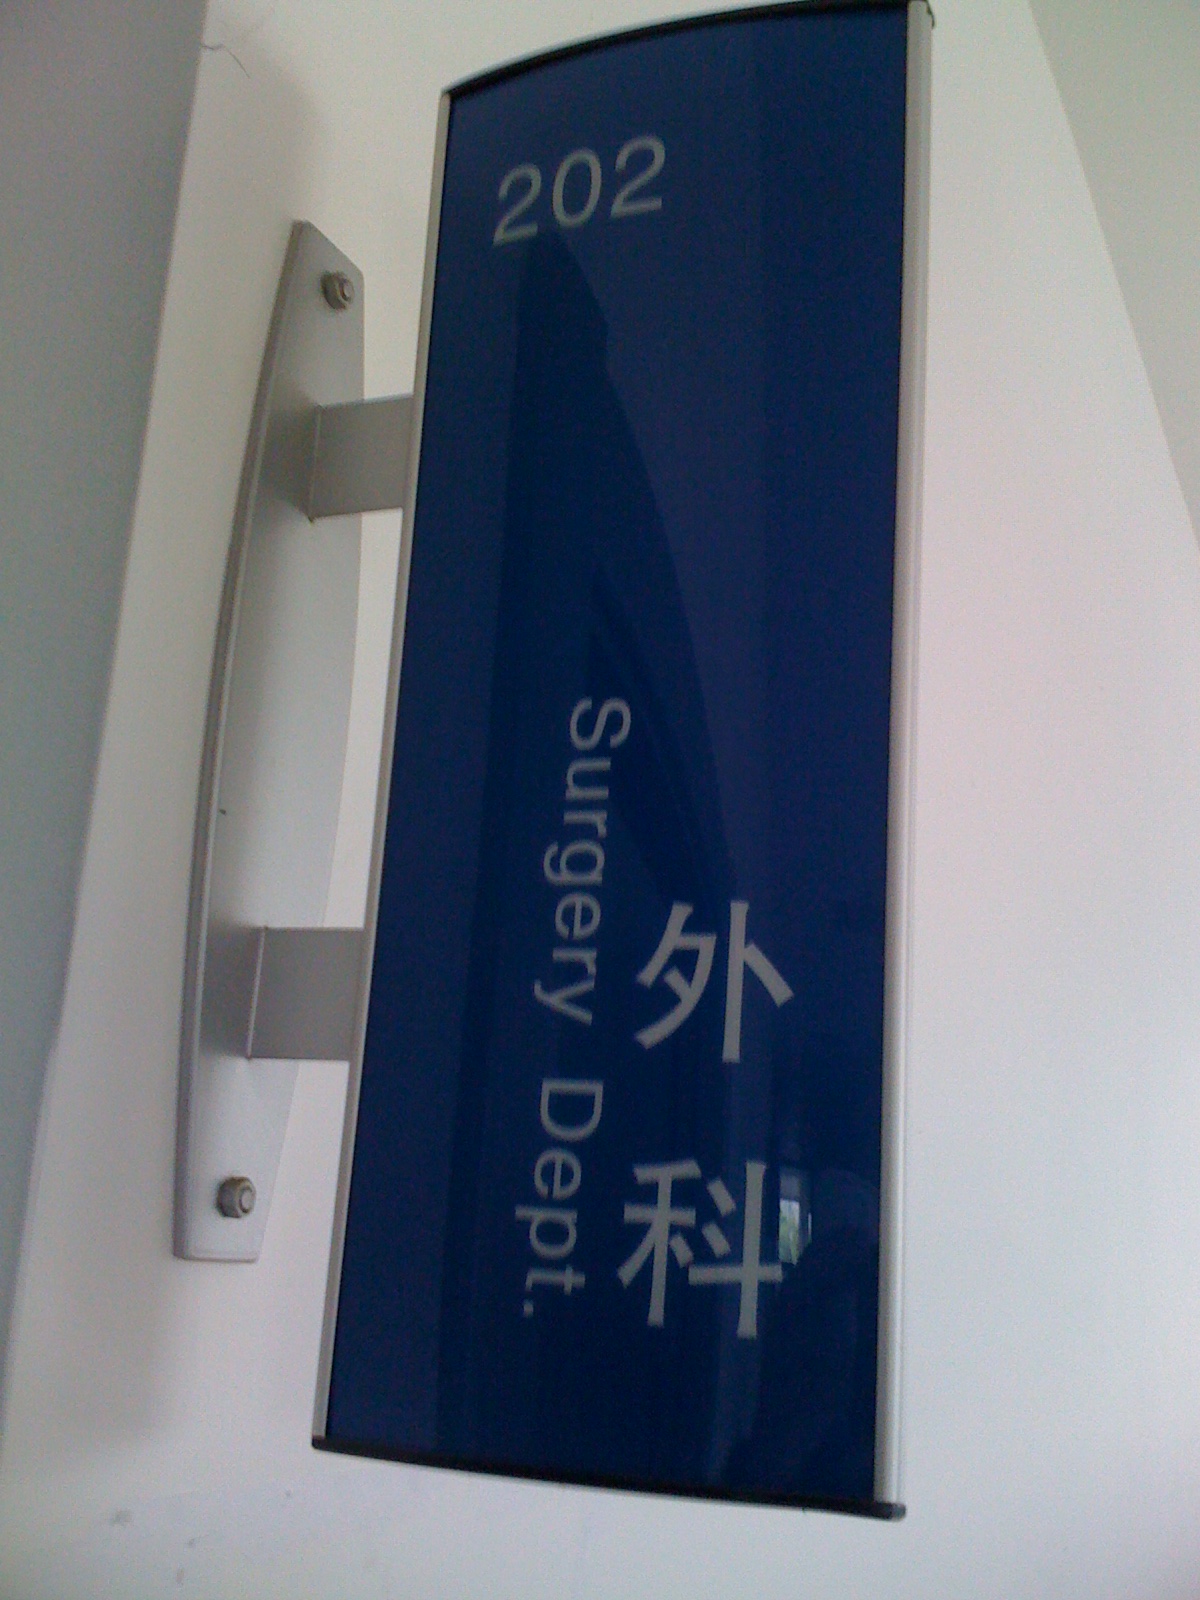 202
外科
Surgery Dept.